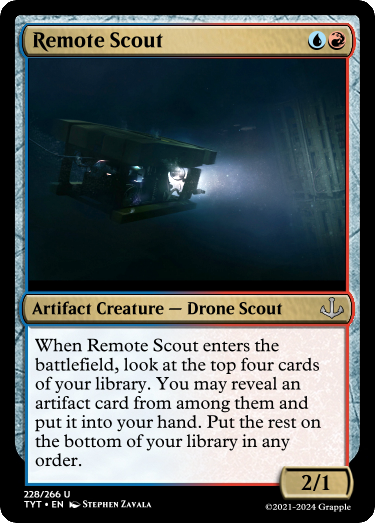 Remote Scout
Artifact Creature — Drone Scout
When Remote Scout enters the
battlefield, look at the top four cards
of your library. You may reveal an
artifact card from among them and
put it into your hand. Put the rest on
the bottom of your library in any
order.
2/1
228/266 U
TYT • EN Stephen Zavala
©2021-2024 Grapple